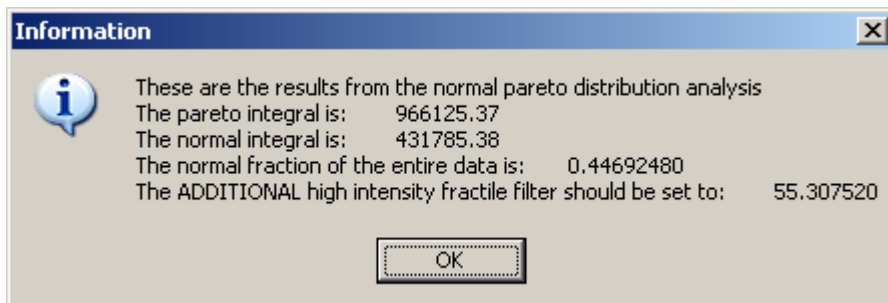 Information
These are the results from the normal pareto distribution analysis
The pareto integral is: 966125.37
The normal integral is: 431785.38
The normal fraction of the entire data is: 0.44692480
The ADDITIONAL high intensity fractile filter should be set to: 55.307520
OK